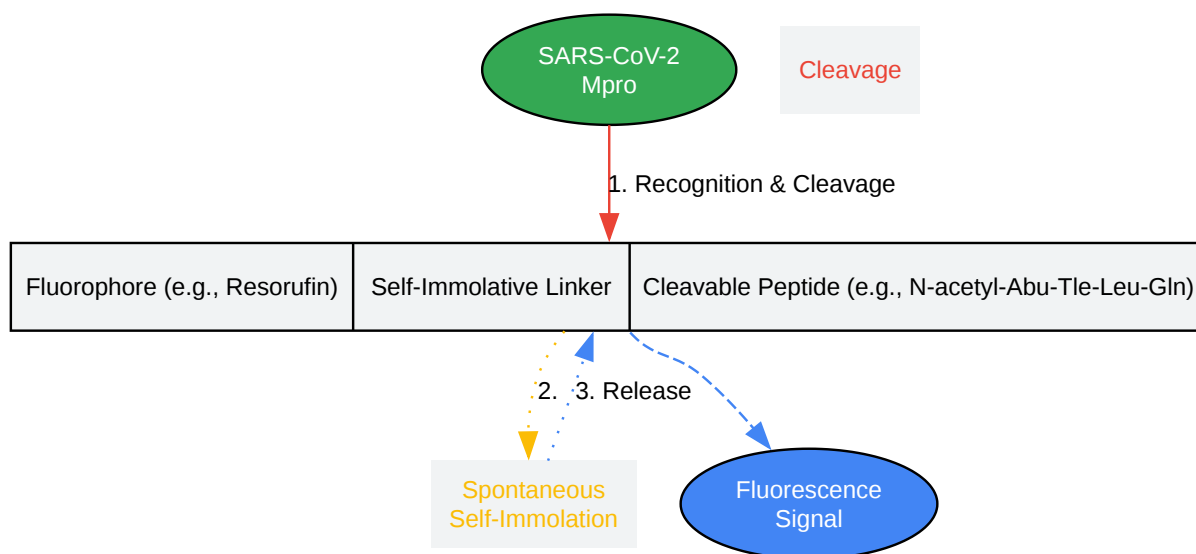 SARS-CoV-2
Mpro
Cleavage
1. Recognition & Cleavage
Fluorophore (e.g., Resorufin)
Self-Immolative Linker
Cleavable Peptide (e.g., N-acetyl-Abu-Tle-Leu-Gln)
2.
3. Release
Spontaneous
Self-Immolation
Fluorescence
Signal